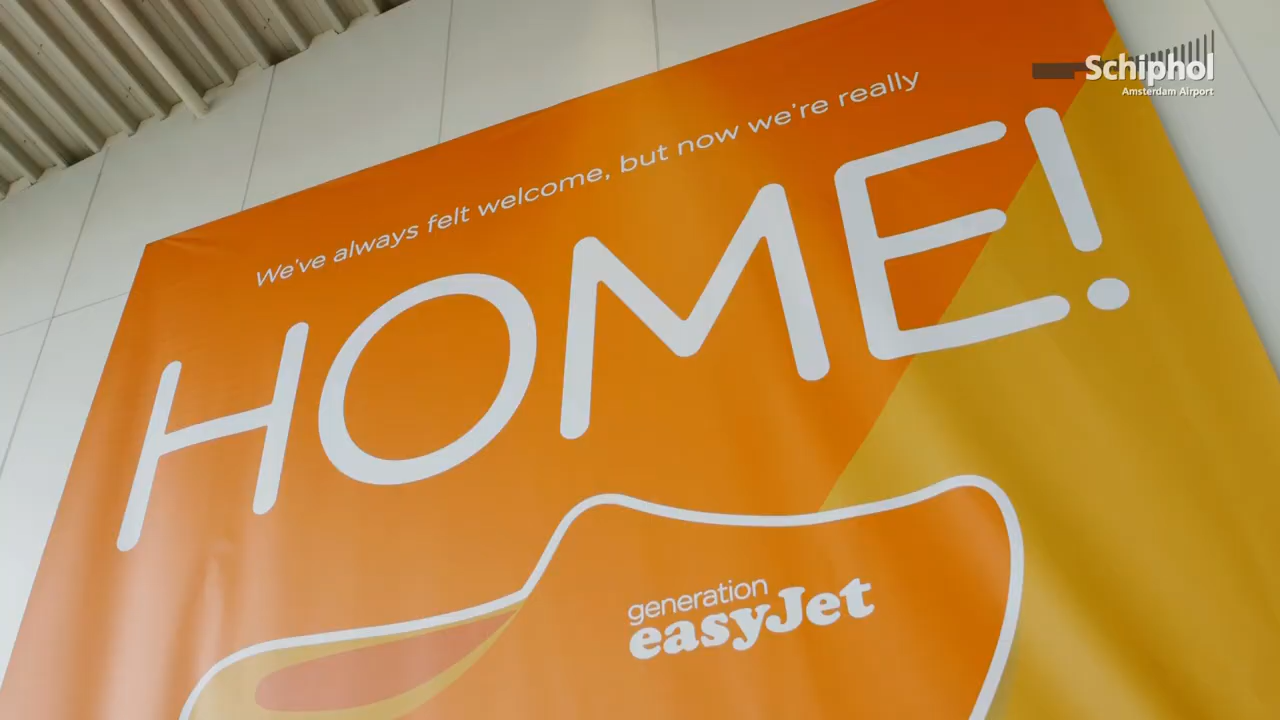 Schiphol
Amsterdam Airport
We've always felt welcome, but now we're really
HOME!
generation
easyJet